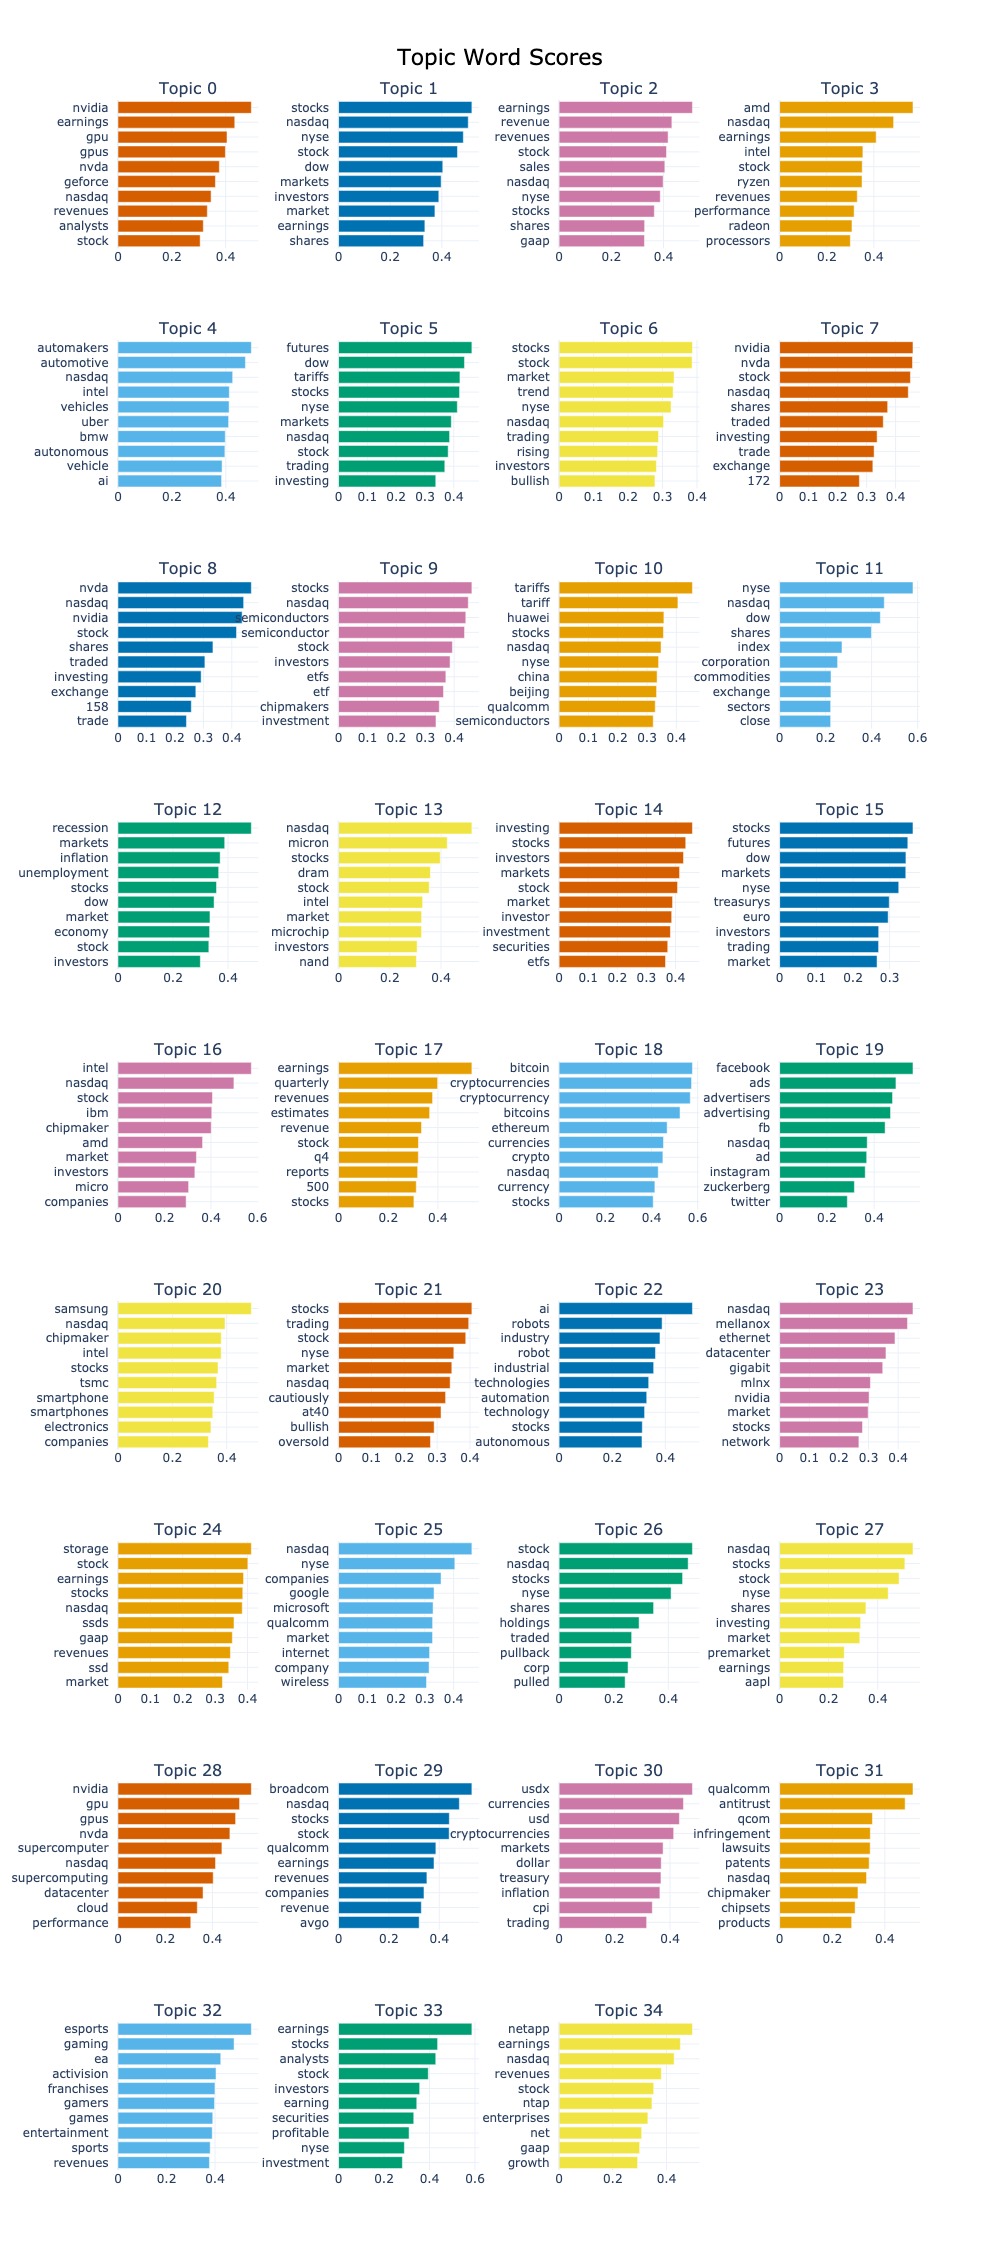 Topic Word Scores
Topic 0
nvidia
earnings
gpu
gpus
nvda
geforce
nasdaq
revenues
analysts
stock
0 0.2 0.4
Topic 1
stocks
nasdaq
nyse
stock
dow
markets
investors
market
earnings
shares
0 0.2 0.4
Topic 2
earnings
revenue
revenues
stock
sales
nasdaq
nyse
stocks
shares
gaap
0 0.2 0.4
Topic 3
amd
nasdaq
earnings
intel
stock
ryzen
revenues
performance
radeon
processors
0 0.2 0.4
Topic 4
automakers
automotive
nasdaq
intel
vehicles
uber
bmw
autonomous
vehicle
ai
0 0.2 0.4
Topic 5
futures
dow
tariffs
stocks
nyse
markets
nasdaq
stock
trading
investing
0 0.1 0.2 0.3 0.4
Topic 6
stocks
stock
market
trend
nyse
nasdaq
trading
rising
investors
bullish
0 0.1 0.2 0.3 0.4
Topic 7
nvidia
nvda
stock
nasdaq
shares
traded
investing
trade
exchange
172
0 0.1 0.2 0.3 0.4
Topic 8
nvda
nasdaq
nvidia
stock
shares
traded
investing
exchange
158
trade
0 0.1 0.2 0.3 0.4
Topic 9
stocks
nasdaq
semiconductors
semiconductor
stock
investors
etfs
etf
chipmakers
investment
0 0.1 0.2 0.3 0.4
Topic 10
tariffs
tariff
huawei
stocks
nasdaq
nyse
china
beijing
qualcomm
semiconductors
0 0.1 0.2 0.3 0.4
Topic 11
nyse
nasdaq
dow
shares
index
corporation
commodities
exchange
sectors
close
0 0.2 0.4 0.6
Topic 12
recession
markets
inflation
unemployment
stocks
dow
market
economy
stock
investors
0 0.2 0.4
Topic 13
nasdaq
micron
stocks
dram
stock
intel
market
microchip
investors
nand
0 0.2 0.4
Topic 14
investing
stocks
investors
markets
stock
market
investor
investment
securities
etfs
0 0.1 0.2 0.3 0.4
Topic 15
stocks
futures
dow
markets
nyse
treasurys
euro
investors
trading
market
0 0.1 0.2 0.3
Topic 16
intel
nasdaq
stock
ibm
chipmaker
amd
market
investors
micro
companies
0 0.2 0.4 0.6
Topic 17
earnings
quarterly
revenues
estimates
revenue
stock
q4
reports
500
stocks
0 0.2 0.4
Topic 18
bitcoin
cryptocurrencies
cryptocurrency
bitcoins
ethereum
currencies
crypto
nasdaq
currency
stocks
0 0.2 0.4 0.6
Topic 19
facebook
ads
advertisers
advertising
fb
nasdaq
ad
instagram
zuckerberg
twitter
0 0.2 0.4
Topic 20
samsung
nasdaq
chipmaker
intel
stocks
tsmc
smartphone
smartphones
electronics
companies
0 0.2 0.4
Topic 21
stocks
trading
stock
nyse
market
nasdaq
cautiously
at40
bullish
oversold
0 0.1 0.2 0.3 0.4
Topic 22
ai
robots
industry
robot
industrial
technologies
automation
technology
stocks
autonomous
0 0.2 0.4
Topic 23
nasdaq
mellanox
ethernet
datacenter
gigabit
mlnx
nvidia
market
stocks
network
0 0.1 0.2 0.3 0.4
Topic 24
storage
stock
earnings
stocks
nasdaq
ssds
gaap
revenues
ssd
market
0 0.1 0.2 0.3 0.4
Topic 25
nasdaq
nyse
companies
google
microsoft
qualcomm
market
internet
company
wireless
0 0.1 0.2 0.3 0.4
Topic 26
stock
nasdaq
stocks
nyse
shares
holdings
traded
pullback
corp
pulled
0 0.2 0.4
Topic 27
nasdaq
stocks
stock
nyse
shares
investing
market
premarket
earnings
aapl
0 0.2 0.4
Topic 28
nvidia
gpu
gpus
nvda
supercomputer
nasdaq
supercomputing
datacenter
cloud
performance
0 0.2 0.4
Topic 29
broadcom
nasdaq
stocks
stock
qualcomm
earnings
revenues
companies
revenue
avgo
0 0.2 0.4
Topic 30
usdx
currencies
usd
cryptocurrencies
markets
dollar
treasury
inflation
cpi
trading
0 0.2 0.4
Topic 31
qualcomm
antitrust
qcom
infringement
lawsuits
patents
nasdaq
chipmaker
chipsets
products
0 0.2 0.4
Topic 32
esports
gaming
ea
activision
franchises
gamers
games
entertainment
sports
revenues
0 0.2 0.4
Topic 33
earnings
stocks
analysts
stock
investors
earning
securities
profitable
nyse
investment
0 0.2 0.4 0.6
Topic 34
netapp
earnings
nasdaq
revenues
stock
ntap
enterprises
net
gaap
growth
0 0.2 0.4